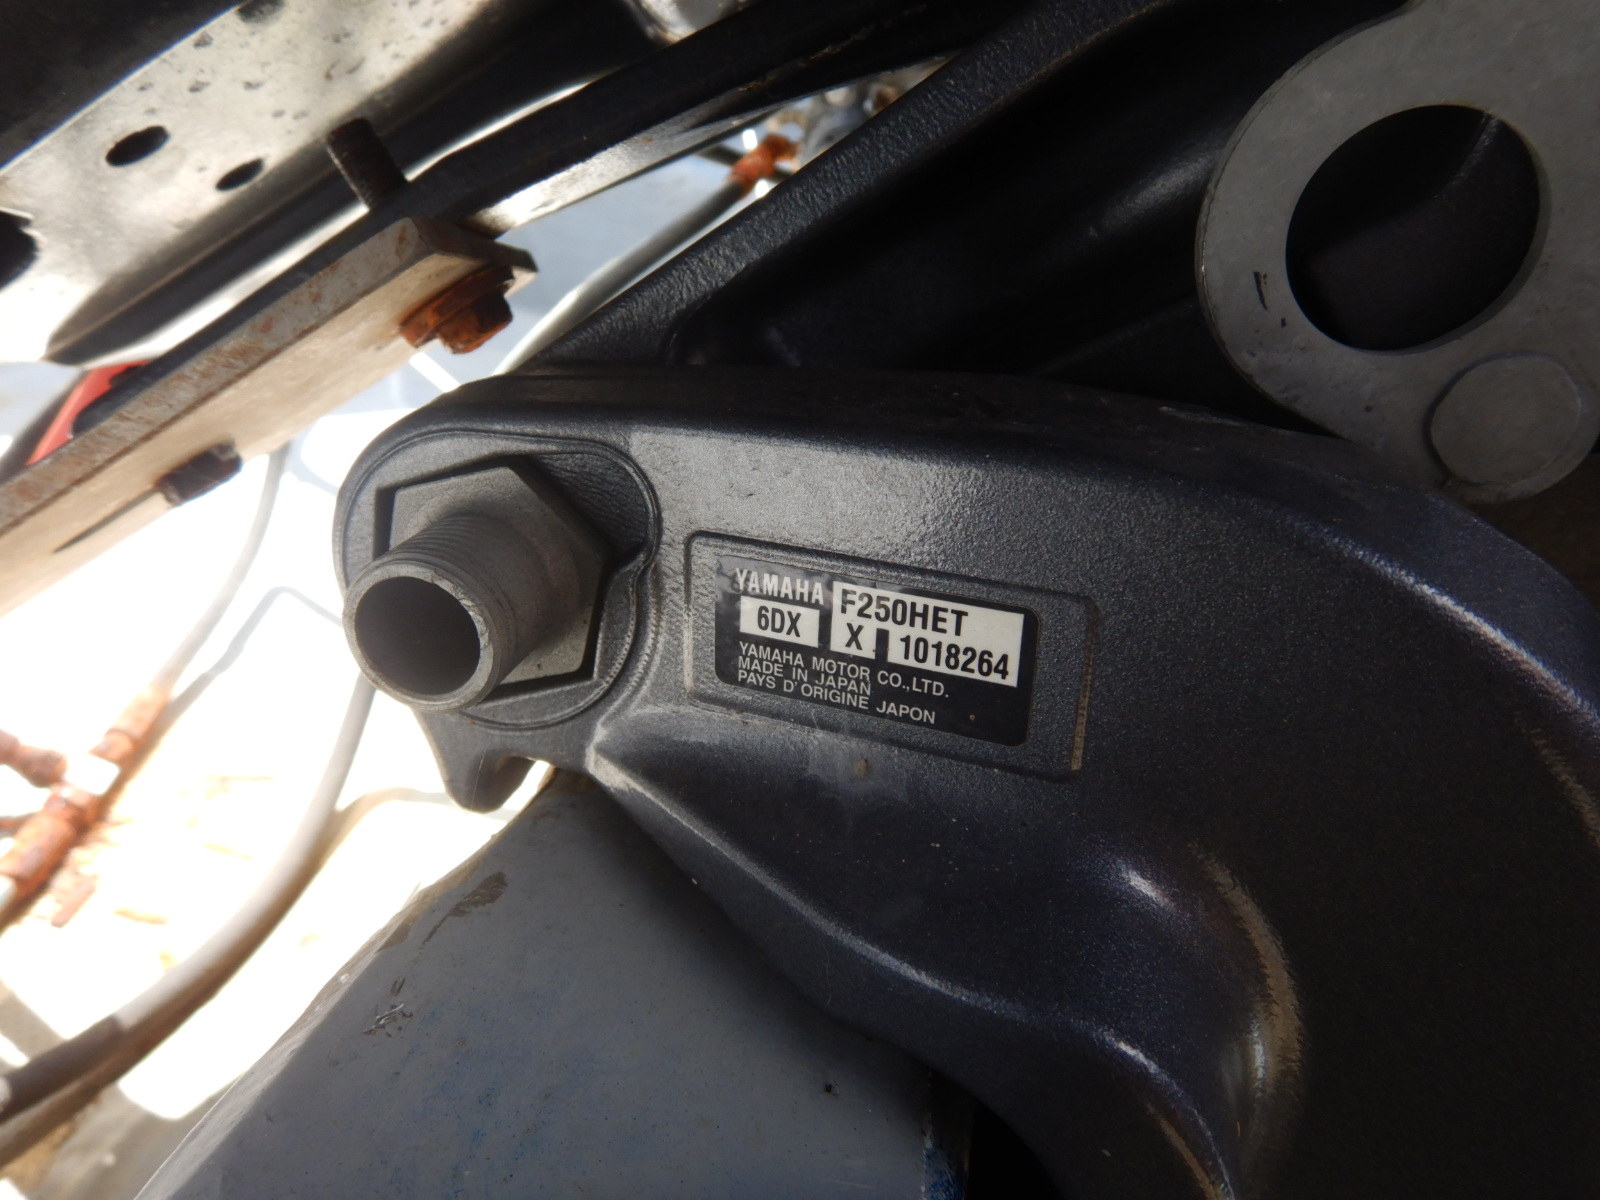 YAMAHA F250HET
6DX X 1018264
YAMAHA MOTOR CO.,LTD.
MADE IN JAPAN
PAYS D'ORIGINE JAPON